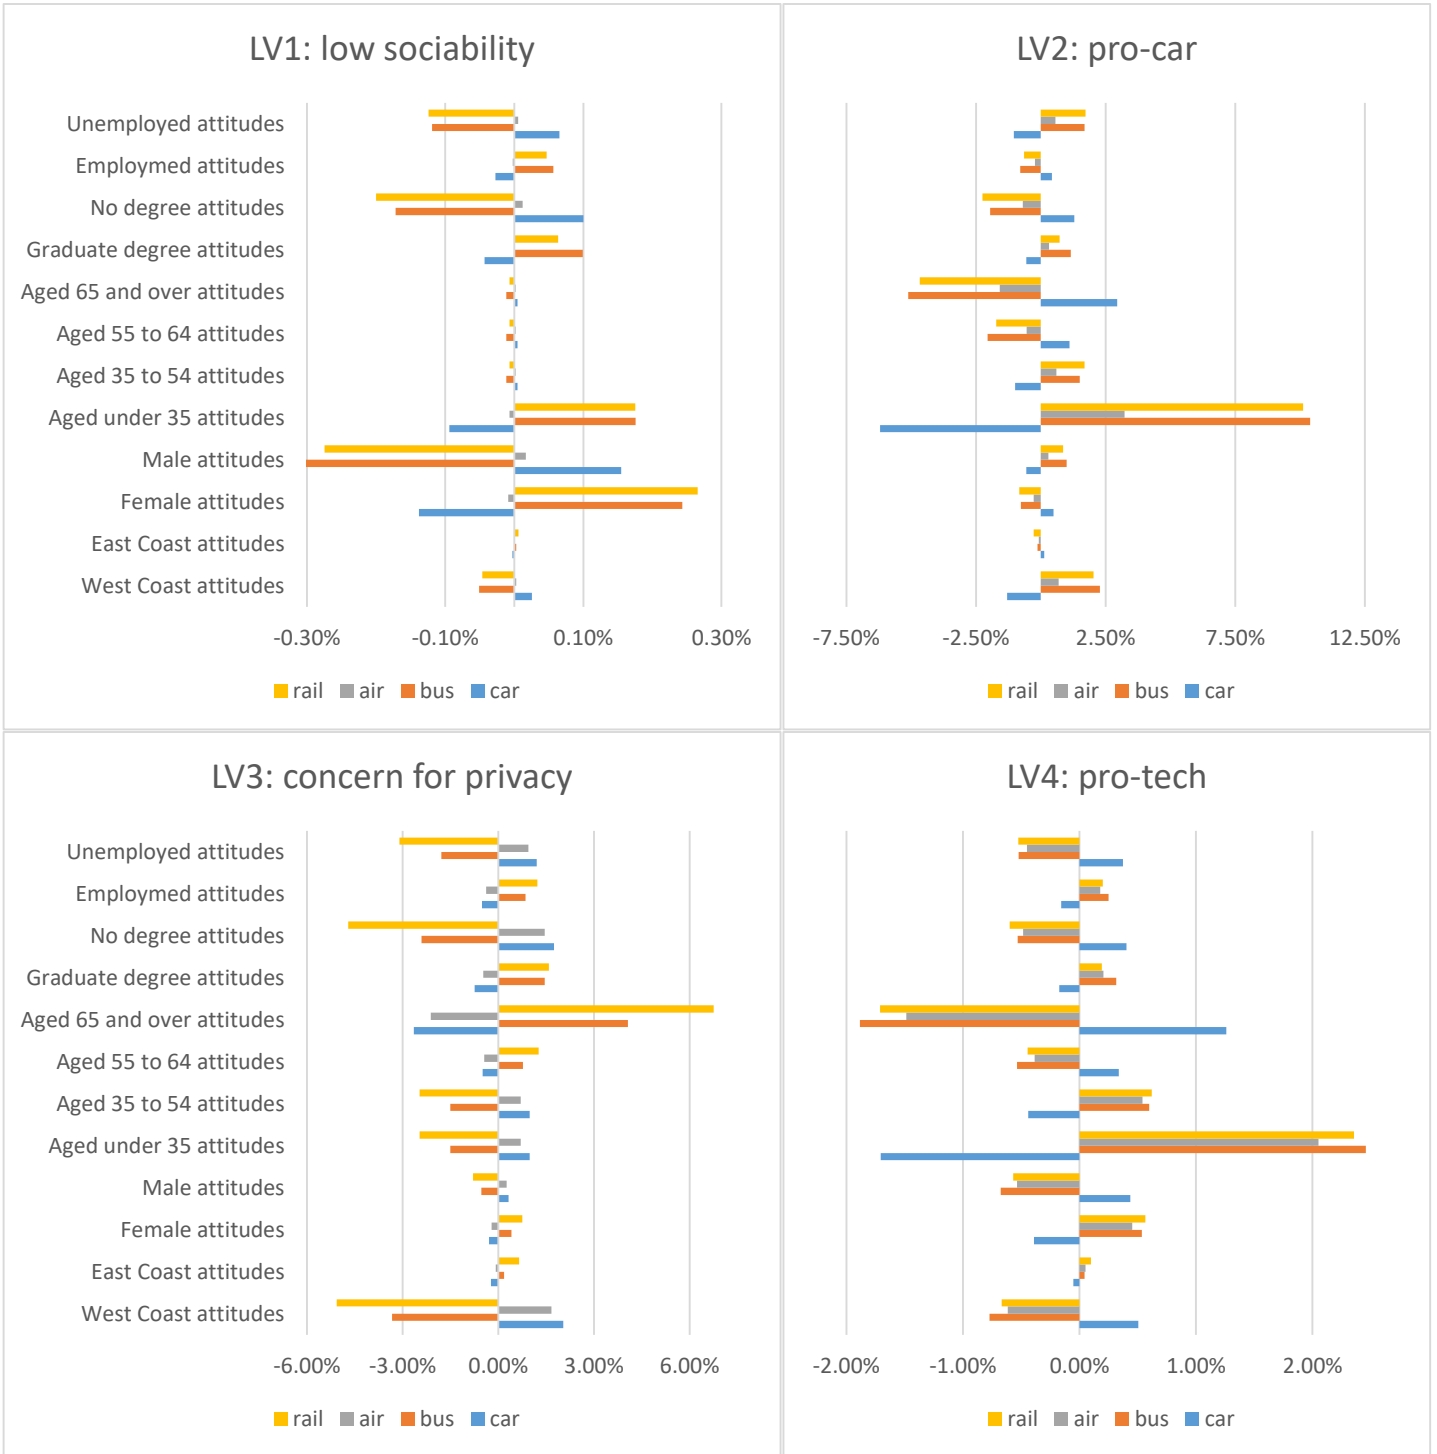 LV1: low sociability
Unemployed attitudes
Employmed attitudes
No degree attitudes
Graduate degree attitudes
Aged 65 and over attitudes
Aged 55 to 64 attitudes
Aged 35 to 54 attitudes
Aged under 35 attitudes
Male attitudes
Female attitudes
East Coast attitudes
West Coast attitudes
-0.30% -0.10% 0.10% 0.30%
rail air bus car
LV2: pro-car
-7.50% -2.50% 2.50% 7.50% 12.50%
rail air bus car
LV3: concern for privacy
Unemployed attitudes
Employmed attitudes
No degree attitudes
Graduate degree attitudes
Aged 65 and over attitudes
Aged 55 to 64 attitudes
Aged 35 to 54 attitudes
Aged under 35 attitudes
Male attitudes
Female attitudes
East Coast attitudes
West Coast attitudes
-6.00% -3.00% 0.00% 3.00% 6.00%
rail air bus car
LV4: pro-tech
-2.00% -1.00% 0.00% 1.00% 2.00%
rail air bus car